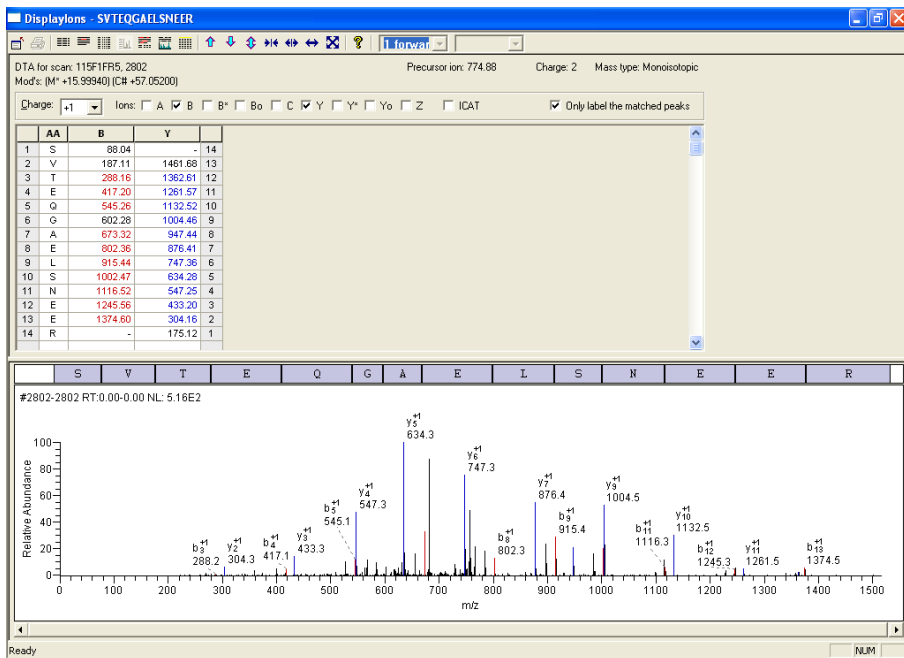 DisplayIons - SVTEQGAELSNEER
1 forwar
DTA for scan: 115F1FR5, 2802 Precursor ion: 774.88 Charge: 2 Mass type: Monoisotopic
Mod's: (M* +15.99940) (C# +57.05200)
Charge: +1 Ions: A B B* Bo C Y Y* Yo Z ICAT Only label the matched peaks
AA B Y
1 S 88.04 - 14
2 V 187.11 1461.68 13
3 T 288.16 1362.61 12
4 E 417.20 1261.57 11
5 Q 545.26 1132.52 10
6 G 602.28 1004.46 9
7 A 673.32 947.44 8
8 E 802.36 876.41 7
9 L 915.44 747.36 6
10 S 1002.47 634.28 5
11 N 1116.52 547.25 4
12 E 1245.56 433.20 3
13 E 1374.60 304.16 2
14 R - 175.12 1
S V T E Q G A E L S N E E R
#2802-2802 RT:0.00-0.00 NL: 5.16E2
Relative Abundance
100
80
60
40
20
0
b3+1
288.2
y2+1
304.3
b4+1
417.1
y3+1
433.3
b5+1
545.1
y4+1
547.3
y5+1
634.3
y6+1
747.3
b8+1
802.3
y7+1
876.4
b9+1
915.4
y9+1
1004.5
b11+1
1116.3
y10+1
1132.5
b12+1
1245.3
y11+1
1261.5
b13+1
1374.5
0 100 200 300 400 500 600 700 800 900 1000 1100 1200 1300 1400 1500
m/z
Ready NUM